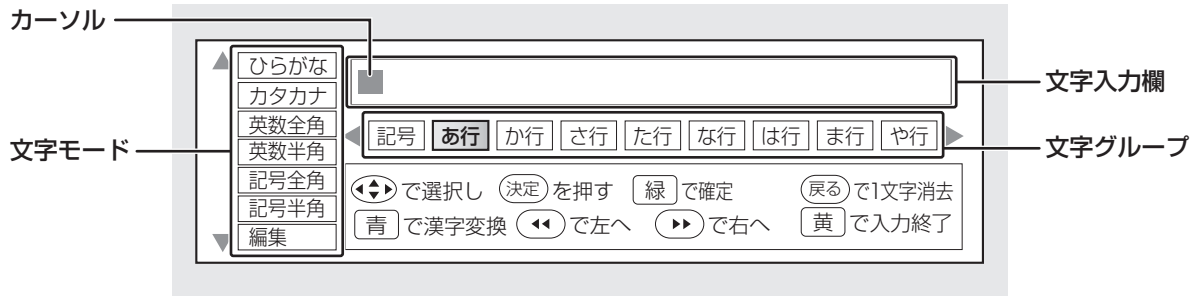 カーソル
ひらがな
カタカナ
英数全角
英数半角
記号全角
記号半角
編集
文字モード
文字入力欄
記号 あ行 か行 さ行 た行 な行 は行 ま行 や行
文字グループ
で選択し 決定 を押す 緑 で確定 戻る で1文字消去
青 で漢字変換 で左へ で右へ 黄 で入力終了